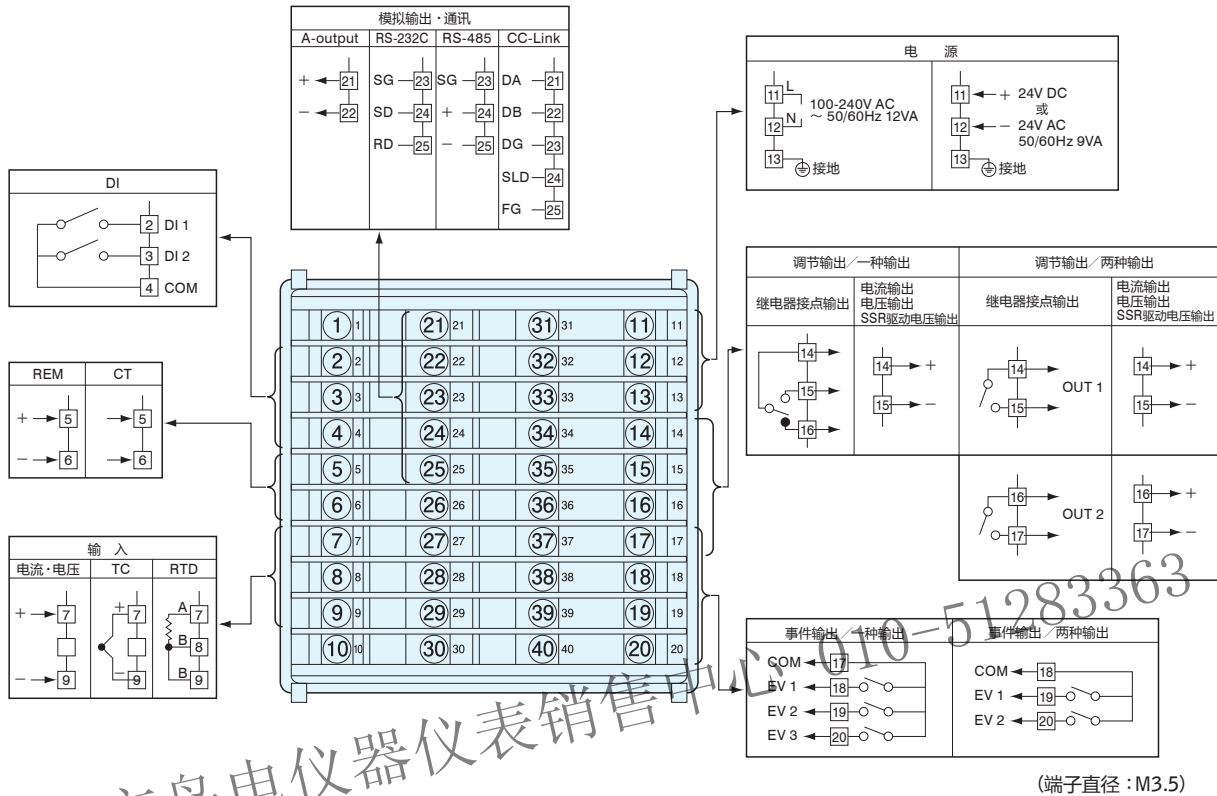 模拟输出·通讯
A-output RS-232C RS-485 CC-Link
+ 21 SG 23 SG 23 DA 21
− 22 SD 24 + 24 DB 22
RD 25 − 25 DG 23
SLD 24
FG 25
电 源
11 L
12 N
100-240V AC
~ 50/60Hz 12VA
13 接地
11 + 24V DC
或
12 − 24V AC
50/60Hz 9VA
13 接地
DI
2 DI 1
3 DI 2
4 COM
REM CT
+ 5 5
− 6 6
输 入
电流·电压 TC RTD
+ 7 + 7 A 7
B 8
− 9 − 9 B 9
1 1 21 21 31 31 11 11
2 2 22 22 32 32 12 12
3 3 23 23 33 33 13 13
4 4 24 24 34 34 14 14
5 5 25 25 35 35 15 15
6 6 26 26 36 36 16 16
7 7 27 27 37 37 17 17
8 8 28 28 38 38 18 18
9 9 29 29 39 39 19 19
10 10 30 30 40 40 20 20
调节输出/一种输出 调节输出/两种输出
继电器接点输出
电流输出
电压输出
SSR驱动电压输出
继电器接点输出
电流输出
电压输出
SSR驱动电压输出
14
15
16
14 +
15 −
14
15
OUT 1
14 +
15 −
16
17
OUT 2
16 +
17 −
事件输出/一种输出 事件输出/两种输出
COM 17
EV 1 18
EV 2 19
EV 3 20
COM 18
EV 1 19
EV 2 20
(端子直径:M3.5)
岛电仪器仪表销售中心 010-51283363